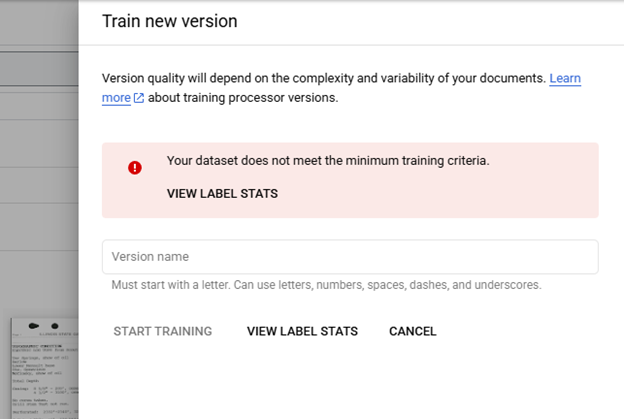 Train new version
Version quality will depend on the complexity and variability of your documents. Learn
more about training processor versions.
Your dataset does not meet the minimum training criteria.
VIEW LABEL STATS
Version name
Must start with a letter. Can use letters, numbers, spaces, dashes, and underscores.
START TRAINING VIEW LABEL STATS CANCEL